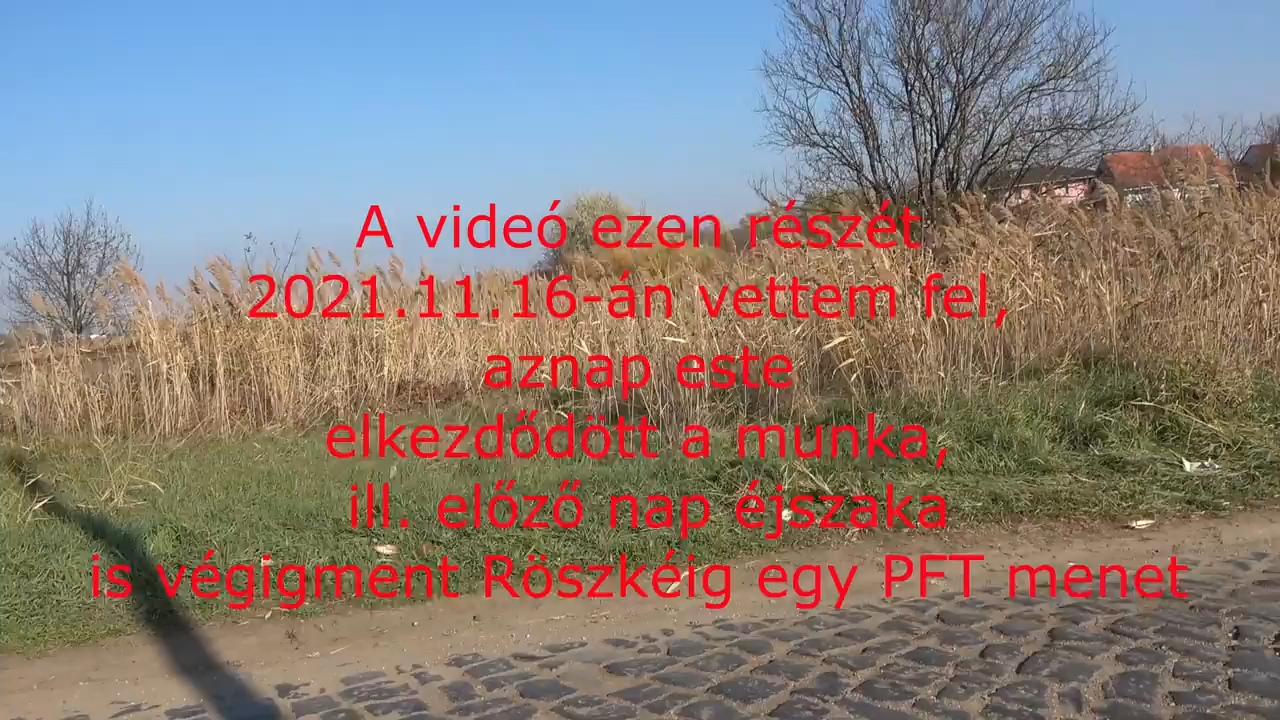 A videó ezen részét
2021.11.16-án vettem fel,
aznap este
elkezdődött a munka,
ill. előző nap éjszaka
is végigment Röszkéig egy PFT menet